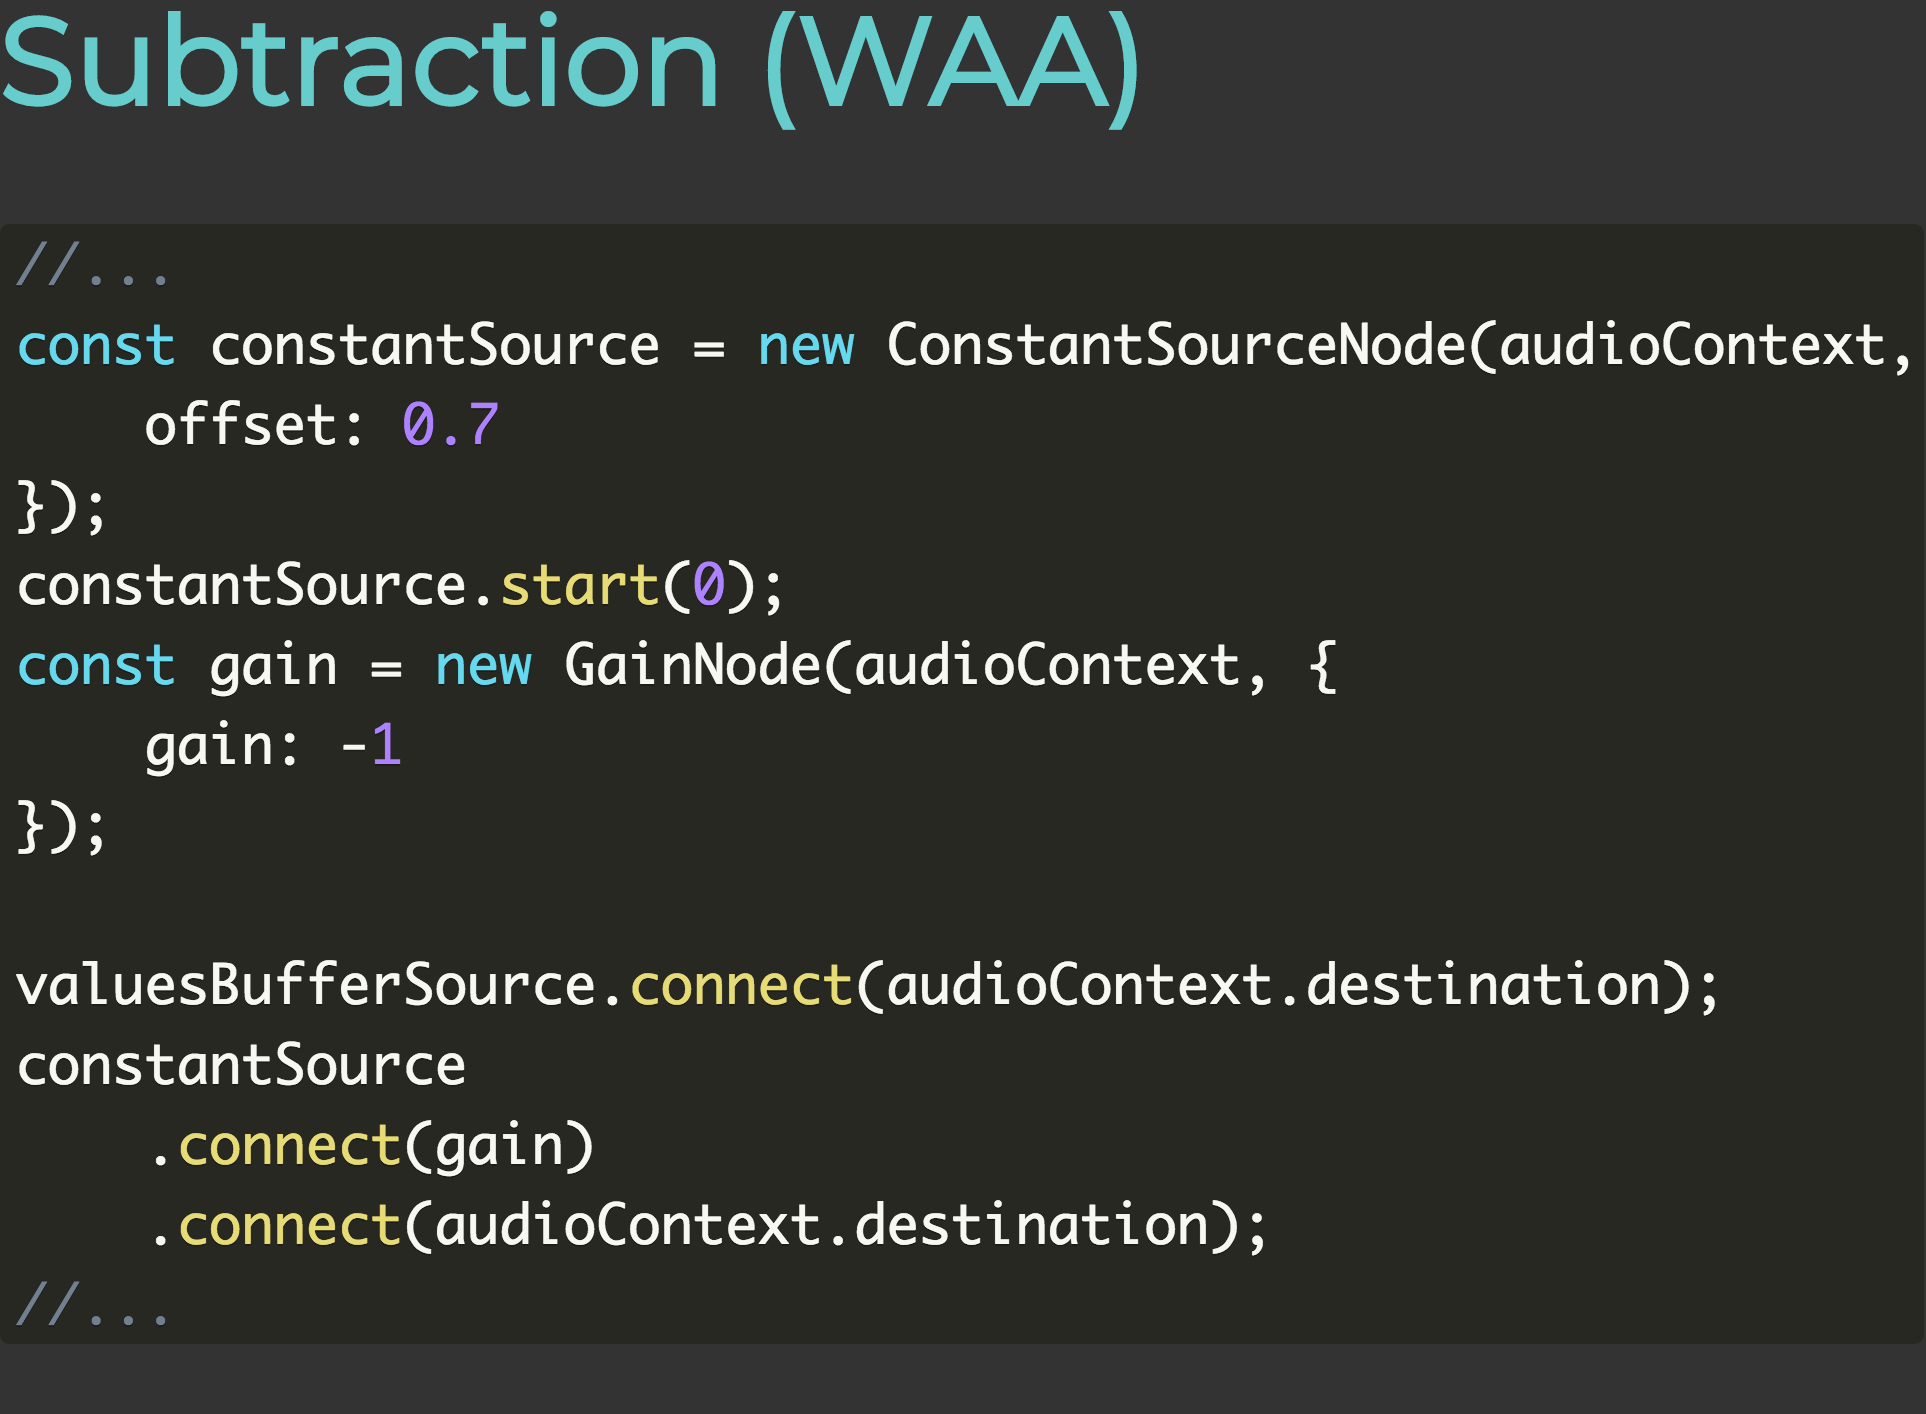 Subtraction (WAA)
//...
const constantSource = new ConstantSourceNode(audioContext,
    offset: 0.7
});
constantSource.start(0);
const gain = new GainNode(audioContext, {
    gain: -1
});

valuesBufferSource.connect(audioContext.destination);
constantSource
    .connect(gain)
    .connect(audioContext.destination);
//...